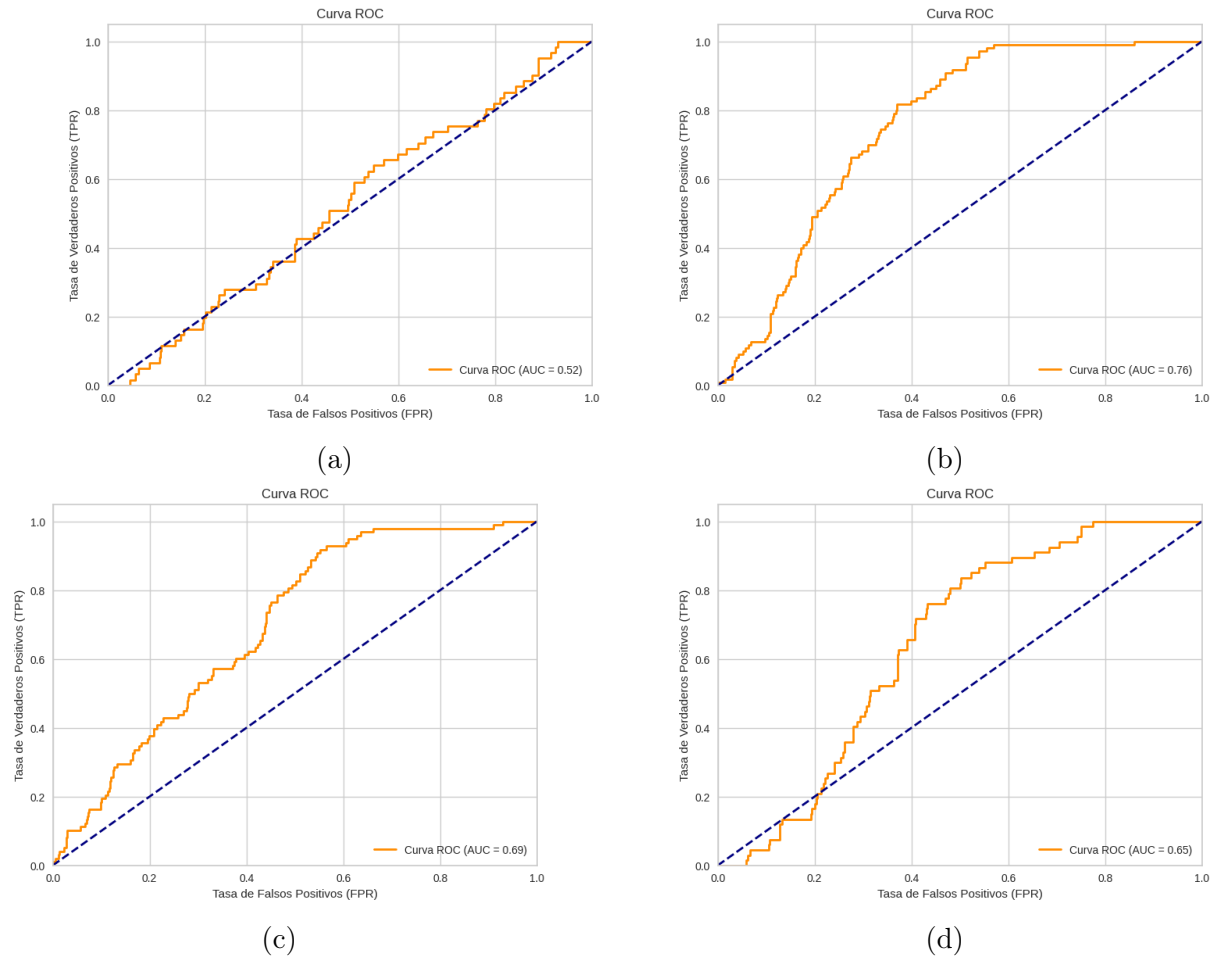 Curva ROC
Tasa de Verdaderos Positivos (TPR)
1.0
0.8
0.6
0.4
0.2
0.0
0.0 0.2 0.4 0.6 0.8 1.0
Curva ROC (AUC = 0.52)
Tasa de Falsos Positivos (FPR)
(a)
Curva ROC
Tasa de Verdaderos Positivos (TPR)
1.0
0.8
0.6
0.4
0.2
0.0
0.0 0.2 0.4 0.6 0.8 1.0
Curva ROC (AUC = 0.76)
Tasa de Falsos Positivos (FPR)
(b)
Curva ROC
Tasa de Verdaderos Positivos (TPR)
1.0
0.8
0.6
0.4
0.2
0.0
0.0 0.2 0.4 0.6 0.8 1.0
Curva ROC (AUC = 0.69)
Tasa de Falsos Positivos (FPR)
(c)
Curva ROC
Tasa de Verdaderos Positivos (TPR)
1.0
0.8
0.6
0.4
0.2
0.0
0.0 0.2 0.4 0.6 0.8 1.0
Curva ROC (AUC = 0.65)
Tasa de Falsos Positivos (FPR)
(d)